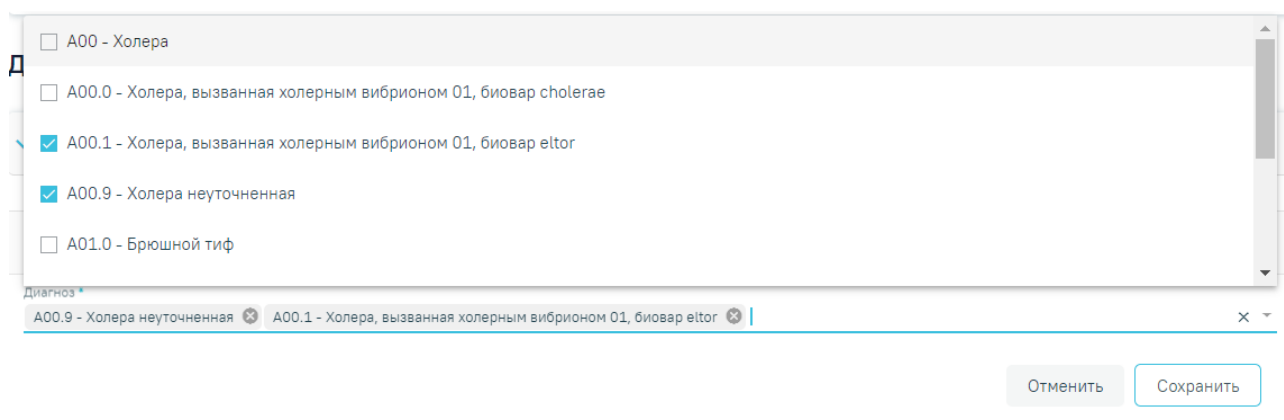 A00 - Холера
Д
A00.0 - Холера, вызванная холерным вибрионом 01, биовар cholerae
A00.1 - Холера, вызванная холерным вибрионом 01, биовар eltor
A00.9 - Холера неуточненная
A01.0 - Брюшной тиф
Диагноз *
A00.9 - Холера неуточненная A00.1 - Холера, вызванная холерным вибрионом 01, биовар eltor
Отменить Сохранить